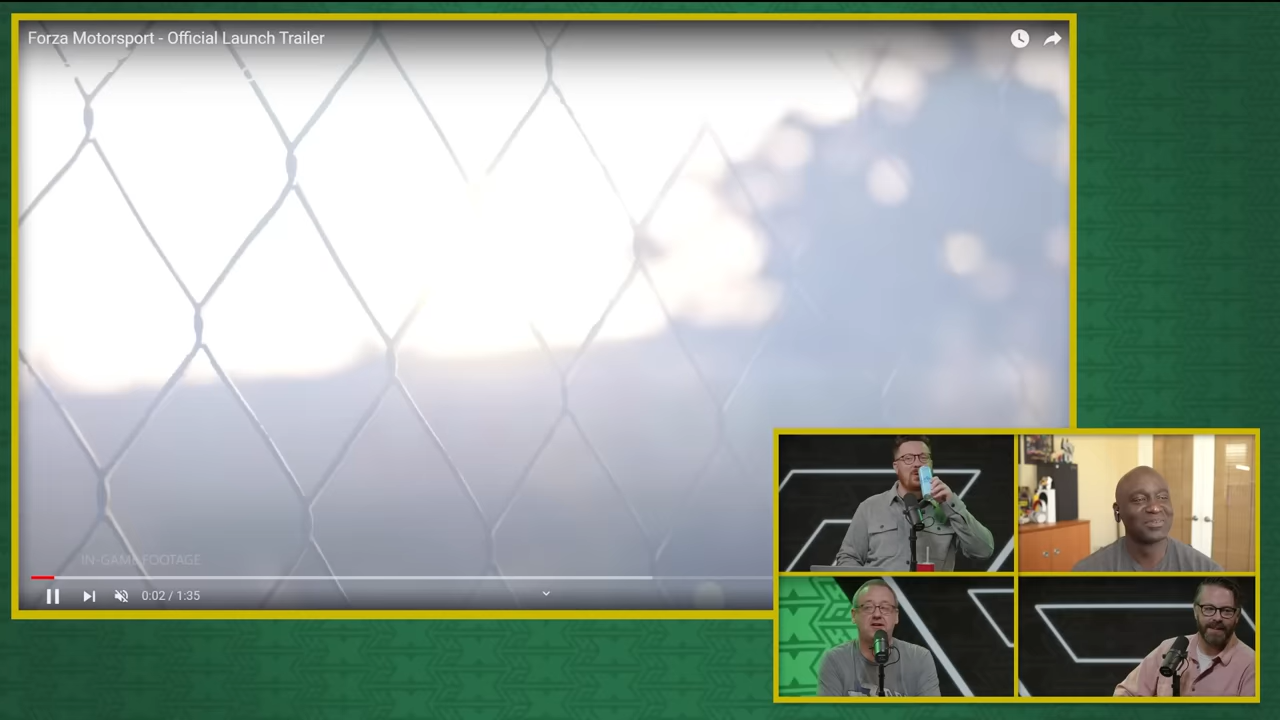 Forza Motorsport - Official Launch Trailer
IN-GAME FOOTAGE
0:02 / 1:35